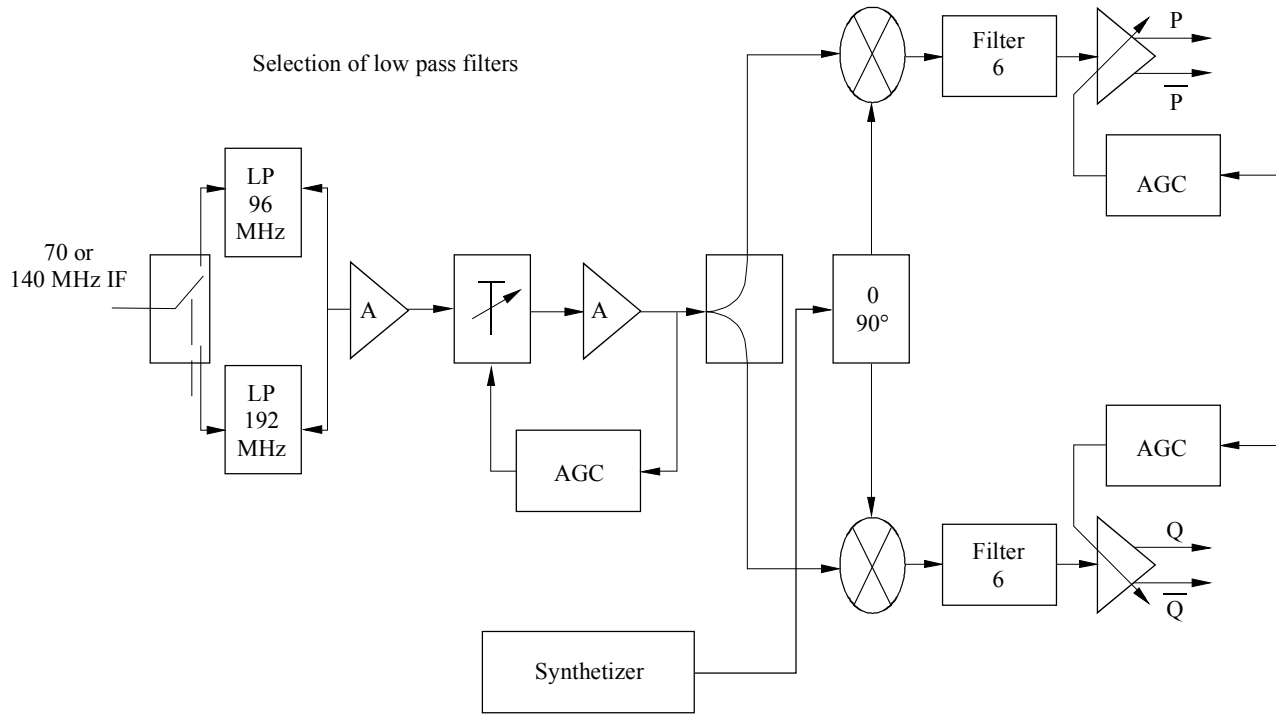 Selection of low pass filters
70 or
140 MHz IF
LP
96
MHz
LP
192
MHz
A
A
AGC
0
90°
Synthetizer
Filter
6
P
P̅
AGC
AGC
Filter
6
Q
Q̅